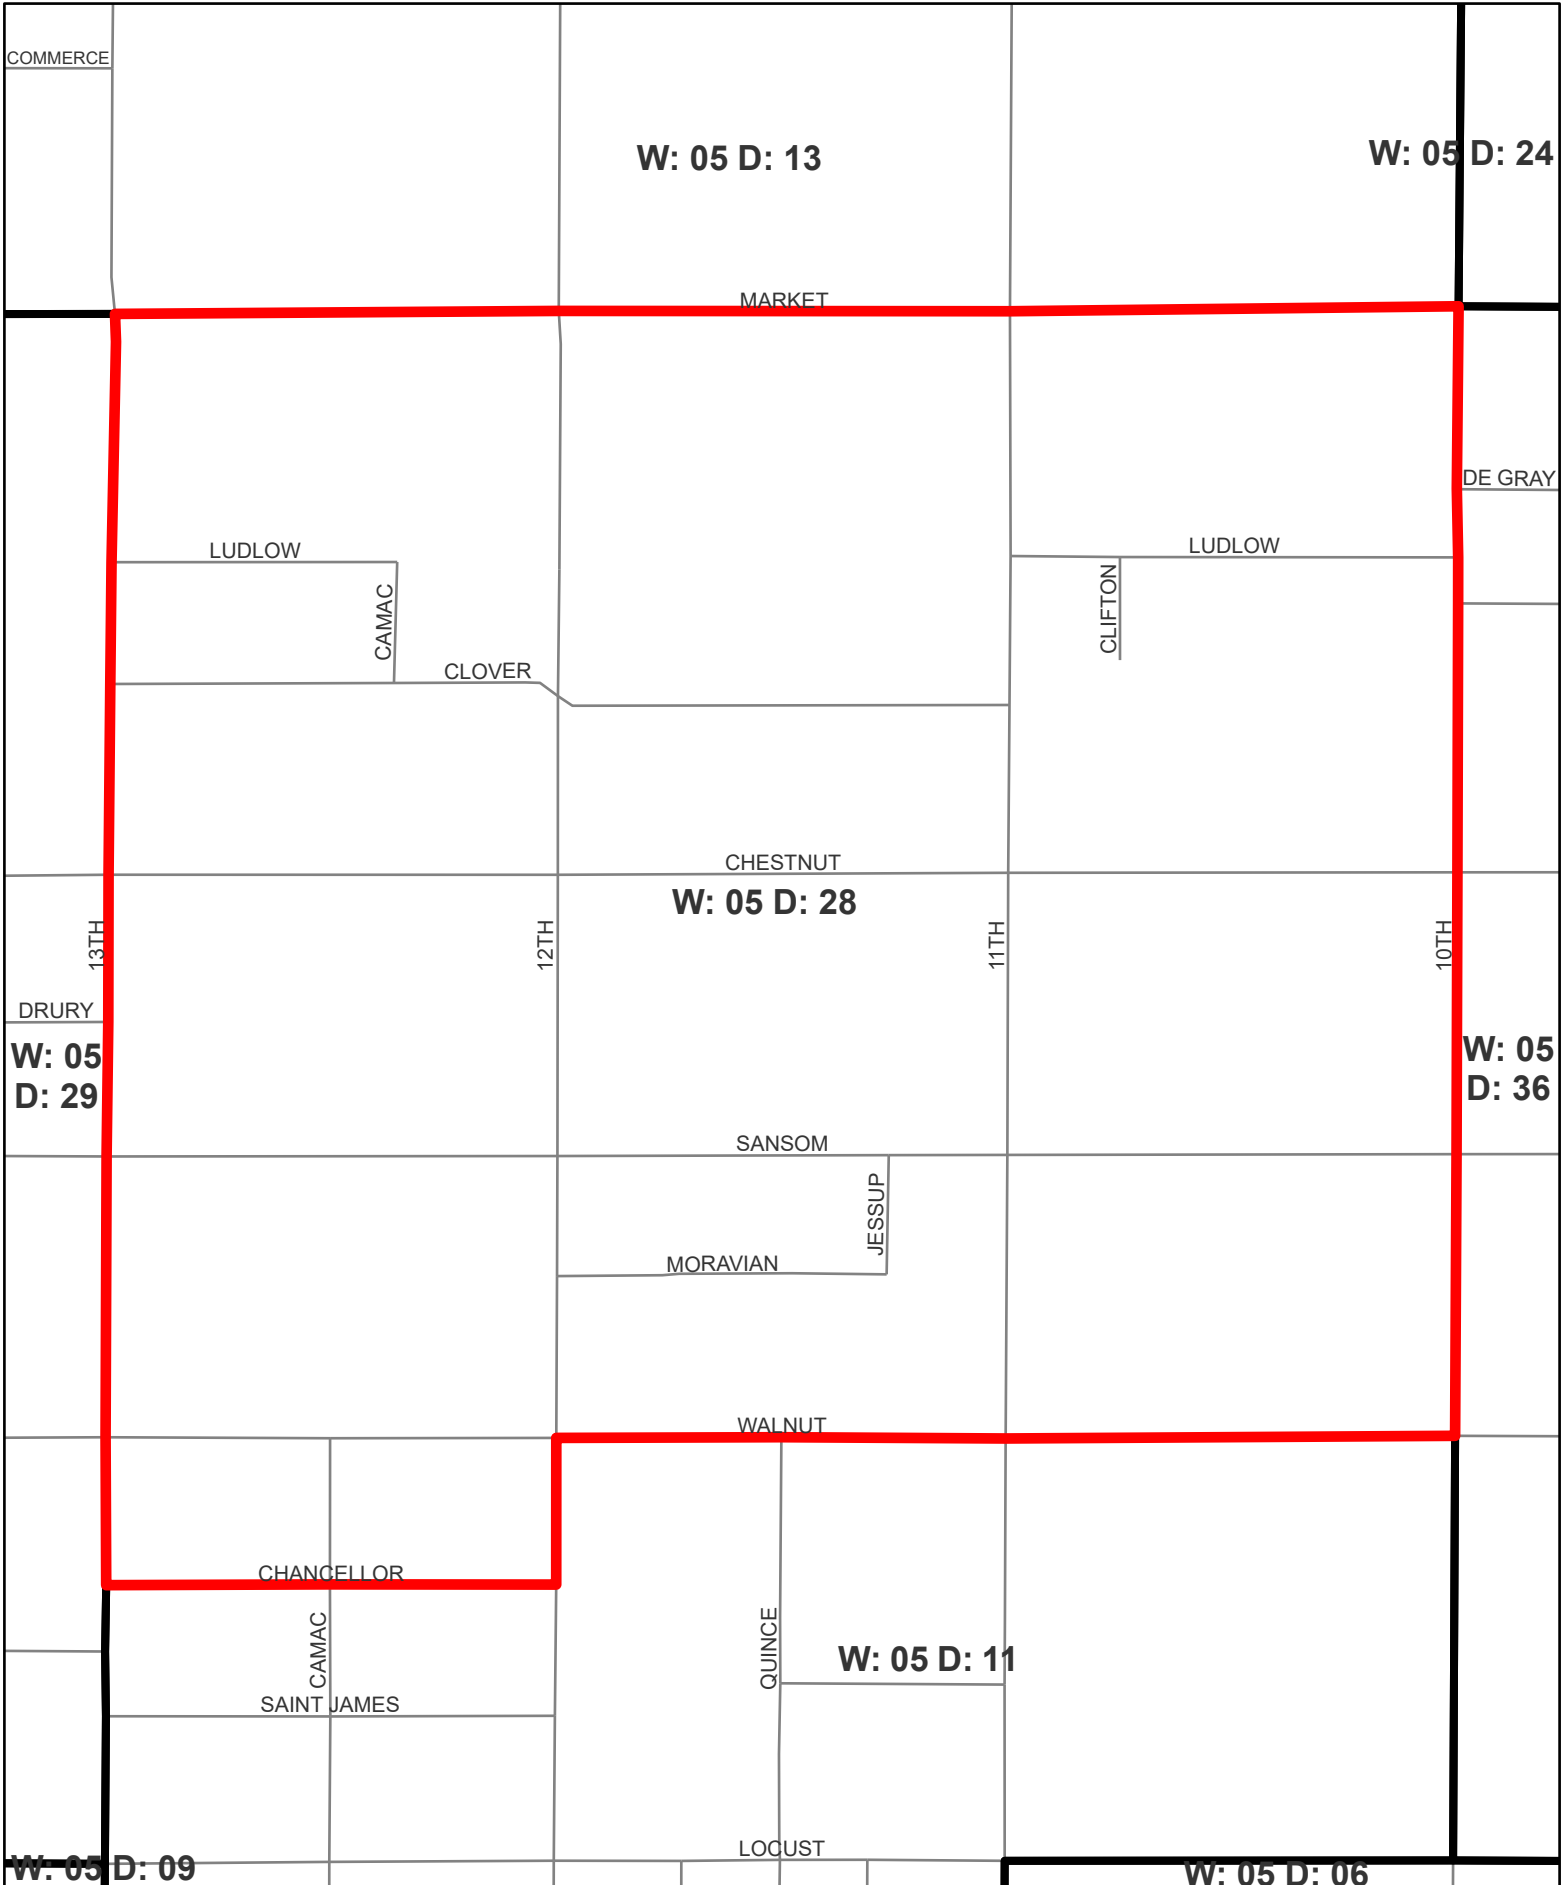 COMMERCE
W: 05 D: 13
W: 05 D: 24
MARKET
DE GRAY
LUDLOW
LUDLOW
CAMAC
CLIFTON
CLOVER
CHESTNUT
W: 05 D: 28
13TH
12TH
11TH
10TH
DRURY
W: 05
D: 29
W: 05
D: 36
SANSOM
JESSUP
MORAVIAN
WALNUT
CHANCELLOR
CAMAC
QUINCE
W: 05 D: 11
SAINT JAMES
LOCUST
W: 05 D: 09
W: 05 D: 06